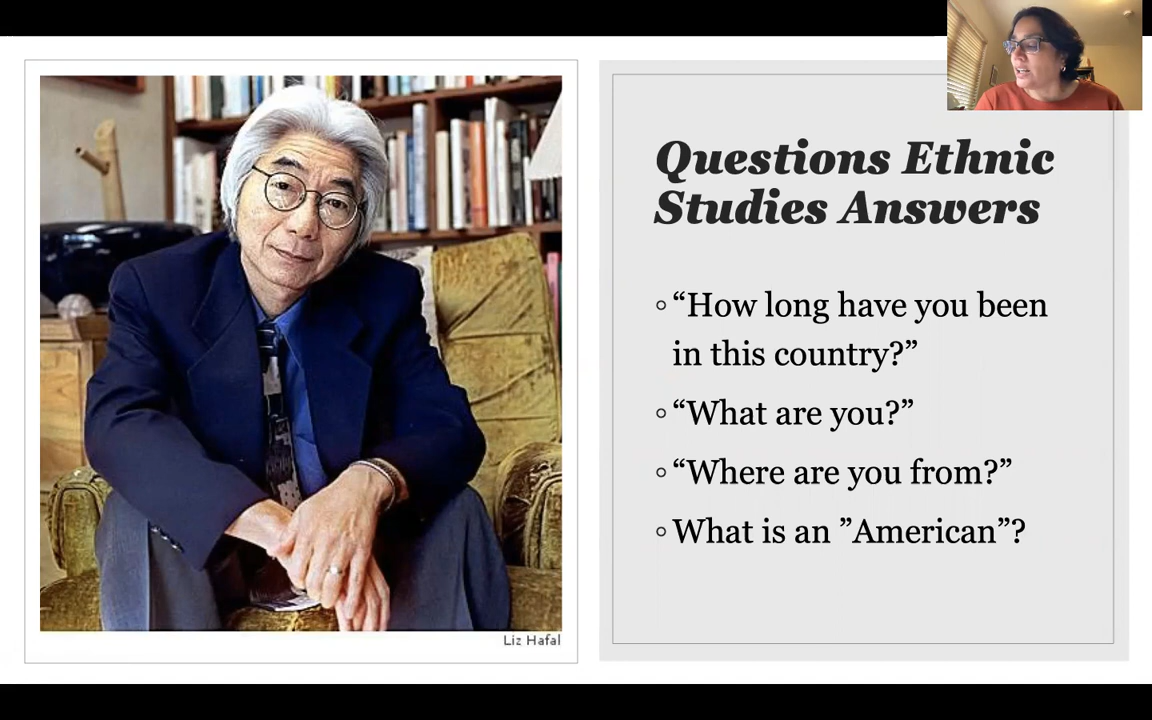 Questions Ethnic
Studies Answers
“How long have you been
in this country?”
“What are you?”
“Where are you from?”
What is an ”American”?
Liz Hafal